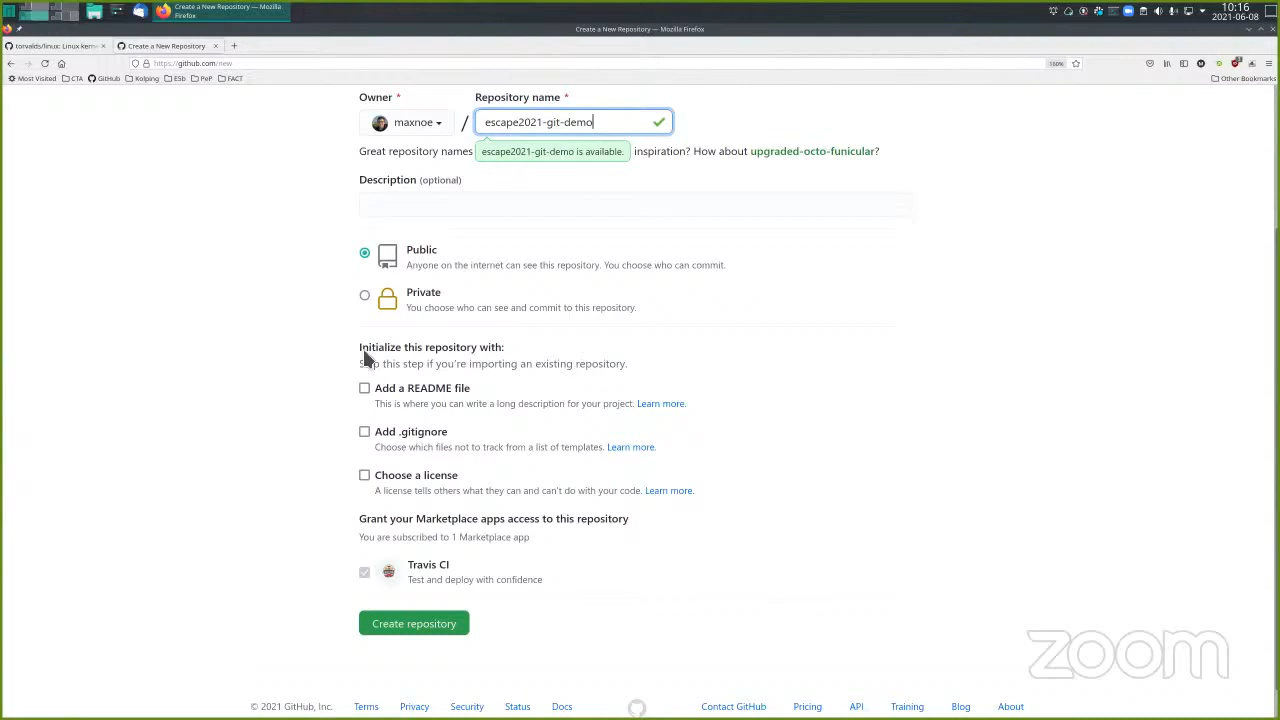 Create a New Repository — Mozilla
Firefox
10:16
2021-06-08
Create a New Repository — Mozilla Firefox
torvalds/linux: Linux kern
Create a New Repository
https://github.com/new
160%
Most Visited
CTA
GitHub
Kolping
ESb
PeP
FACT
Other Bookmarks
Owner *
Repository name *
maxnoe
/
escape2021-git-demo
Great repository names
escape2021-git-demo is available.
inspiration? How about upgraded-octo-funicular?
Description (optional)
Public
Anyone on the internet can see this repository. You choose who can commit.
Private
You choose who can see and commit to this repository.
Initialize this repository with:
Skip this step if you're importing an existing repository.
Add a README file
This is where you can write a long description for your project. Learn more.
Add .gitignore
Choose which files not to track from a list of templates. Learn more.
Choose a license
A license tells others what they can and can't do with your code. Learn more.
Grant your Marketplace apps access to this repository
You are subscribed to 1 Marketplace app
Travis CI
Test and deploy with confidence
Create repository
zoom
© 2021 GitHub, Inc.
Terms
Privacy
Security
Status
Docs
Contact GitHub
Pricing
API
Training
Blog
About